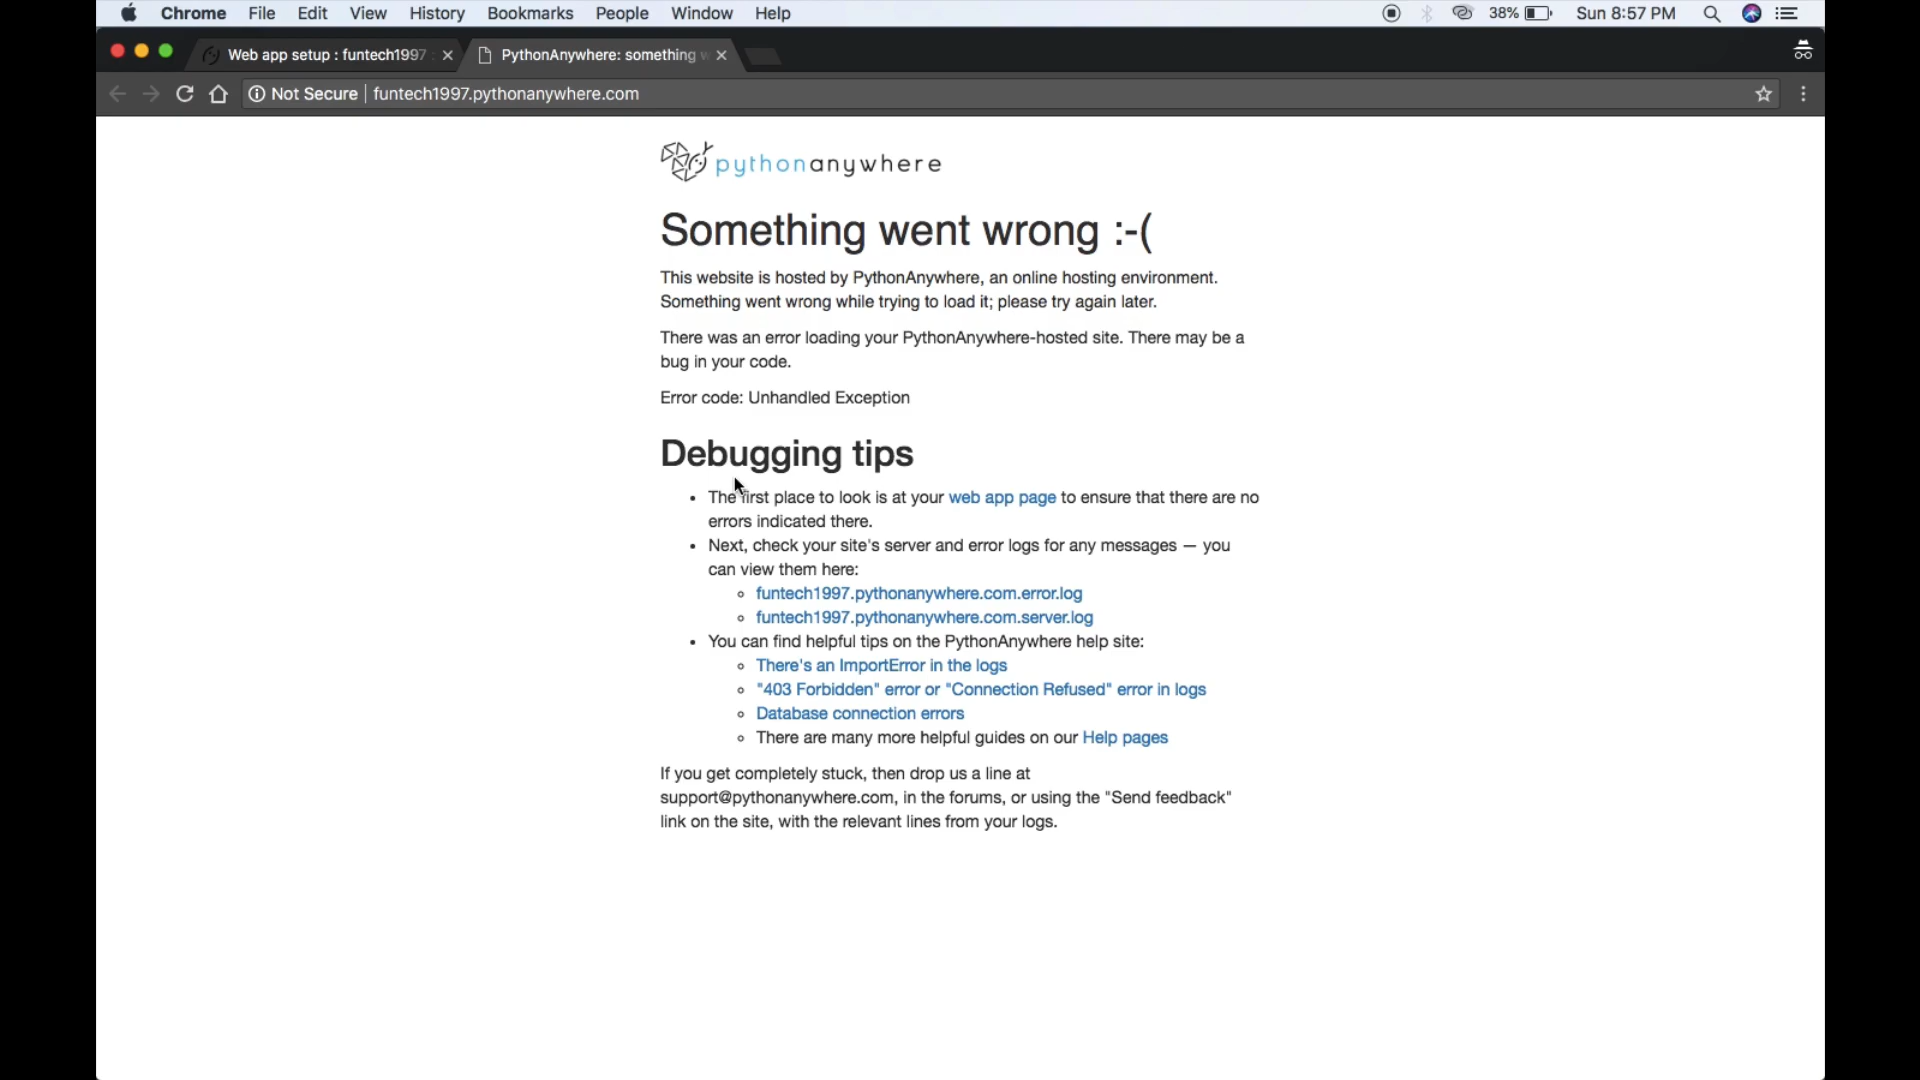 Chrome File Edit View History Bookmarks People Window Help 38% Sun 8:57 PM
Web app setup : funtech1997 PythonAnywhere: something w
Not Secure funtech1997.pythonanywhere.com
pythonanywhere
Something went wrong :-(
This website is hosted by PythonAnywhere, an online hosting environment.
Something went wrong while trying to load it; please try again later.
There was an error loading your PythonAnywhere-hosted site. There may be a
bug in your code.
Error code: Unhandled Exception
Debugging tips
• The first place to look is at your web app page to ensure that there are no
errors indicated there.
• Next, check your site's server and error logs for any messages — you
can view them here:
◦ funtech1997.pythonanywhere.com.error.log
◦ funtech1997.pythonanywhere.com.server.log
• You can find helpful tips on the PythonAnywhere help site:
◦ There's an ImportError in the logs
◦ "403 Forbidden" error or "Connection Refused" error in logs
◦ Database connection errors
◦ There are many more helpful guides on our Help pages
If you get completely stuck, then drop us a line at
support@pythonanywhere.com, in the forums, or using the "Send feedback"
link on the site, with the relevant lines from your logs.